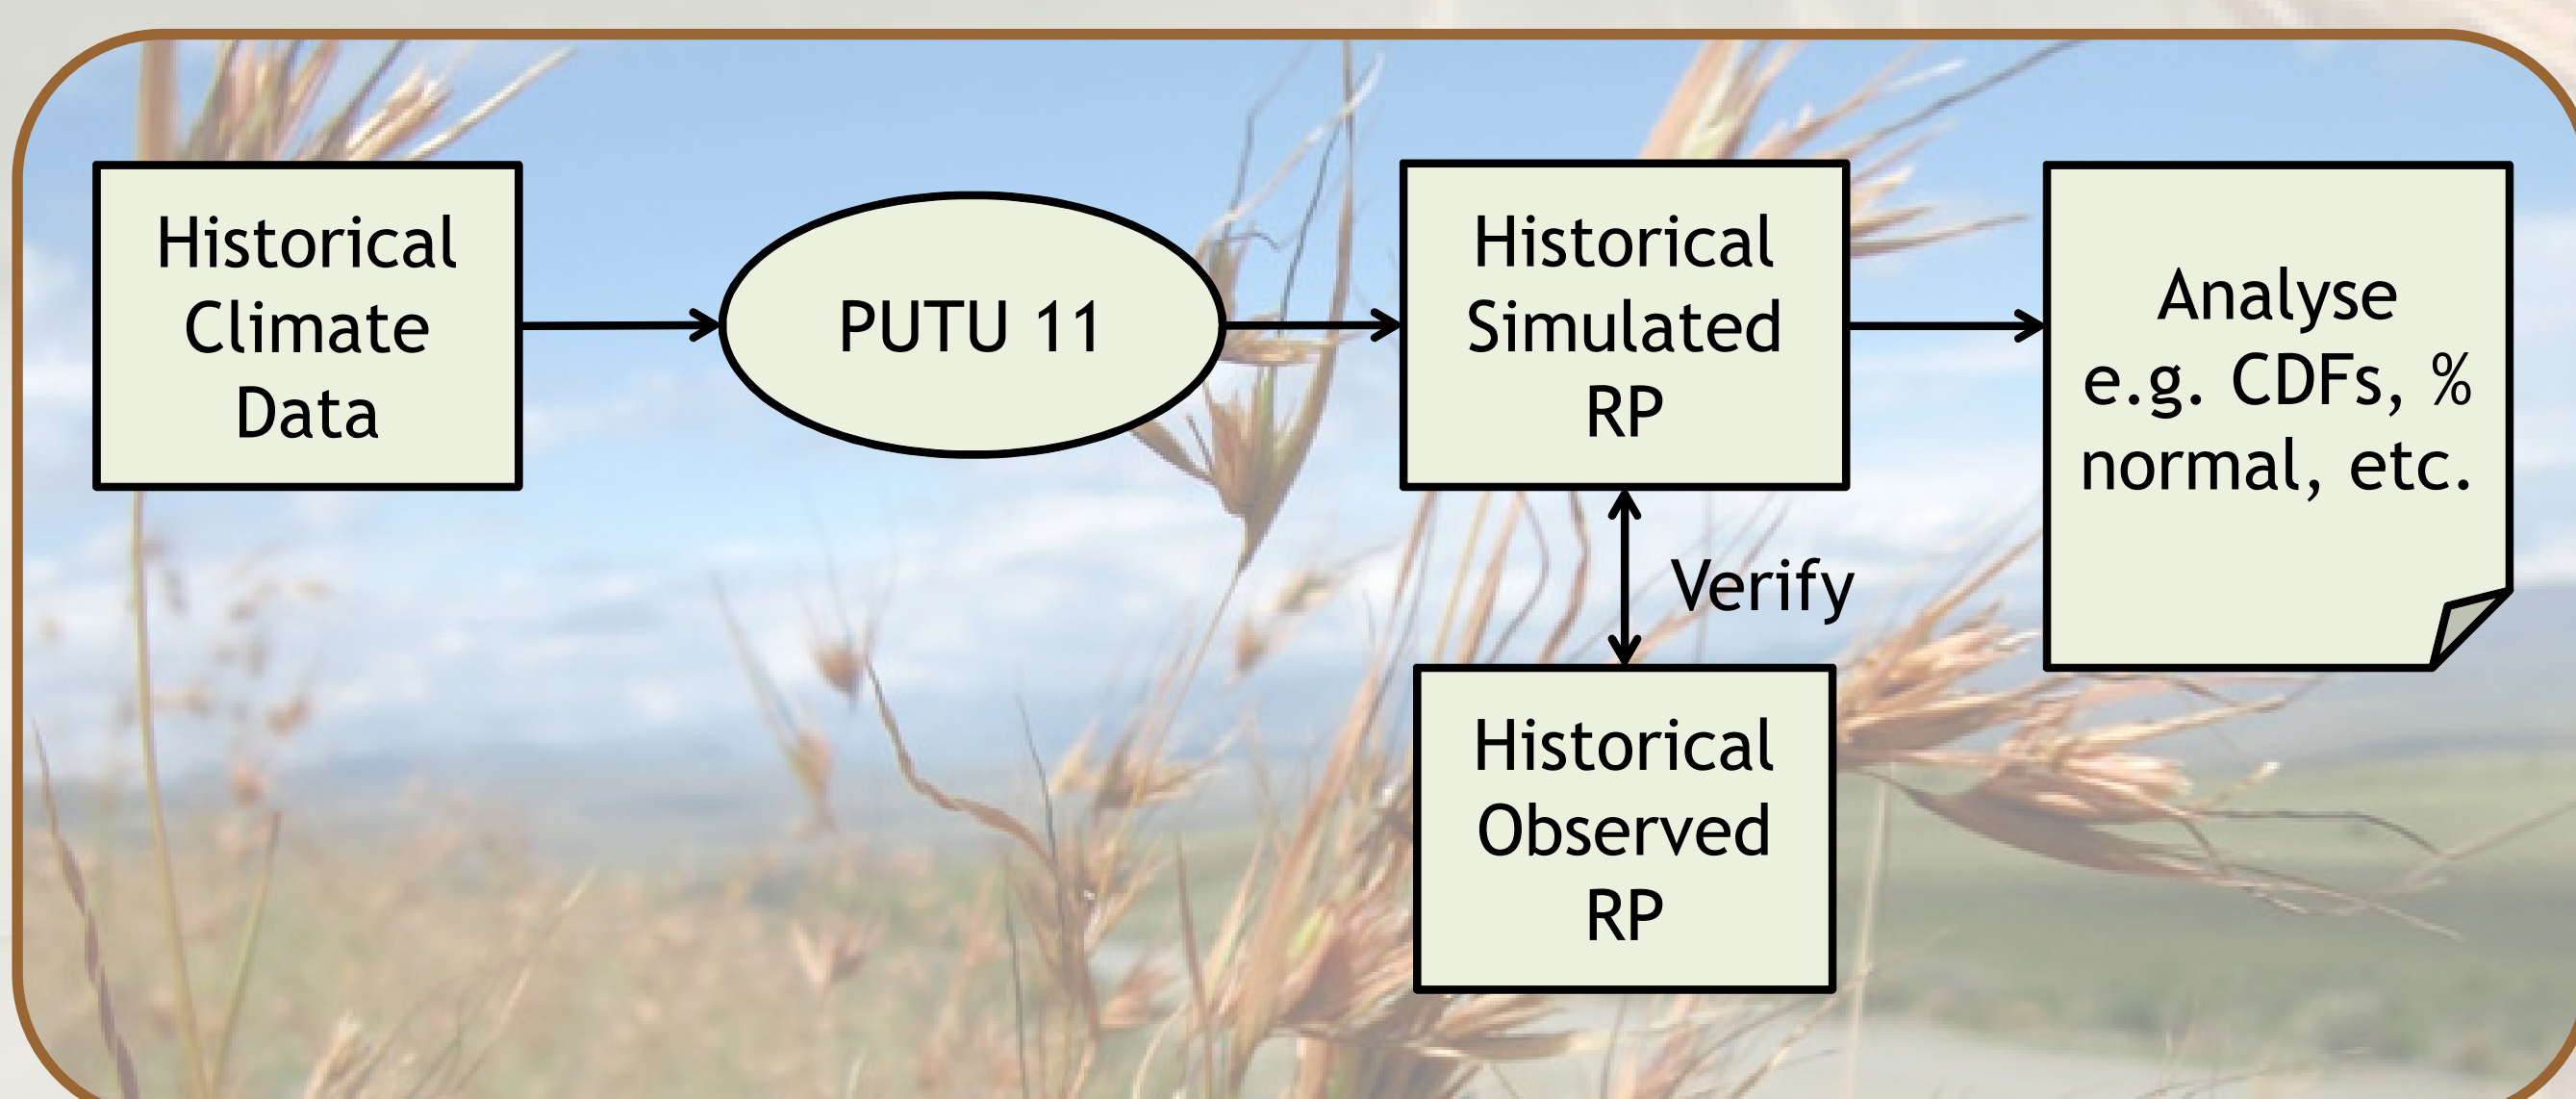 Historical
Climate
Data
PUTU 11
Historical
Simulated
RP
Analyse
e.g. CDFs, %
normal, etc.
Verify
Historical
Observed
RP